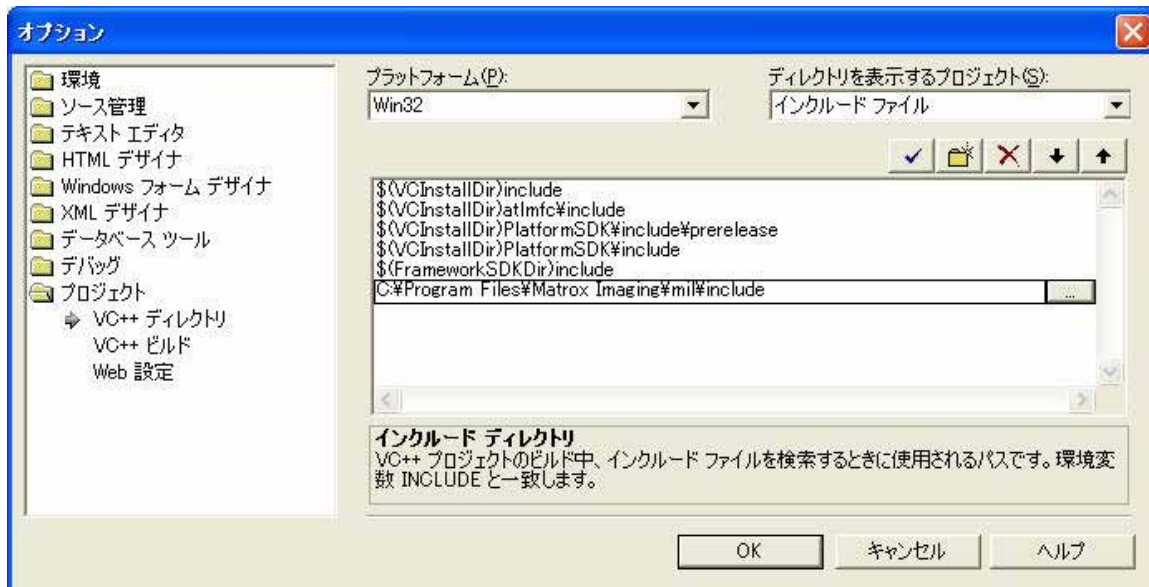 オプション
環境
ソース管理
テキスト エディタ
HTML デザイナ
Windows フォーム デザイナ
XML デザイナ
データベース ツール
デバッグ
プロジェクト
VC++ ディレクトリ
VC++ ビルド
Web 設定
プラットフォーム(P):
Win32
ディレクトリを表示するプロジェクト(S):
インクルード ファイル
$(VCInstallDir)include
$(VCInstallDir)atlmfc¥include
$(VCInstallDir)PlatformSDK¥include¥prerelease
$(VCInstallDir)PlatformSDK¥include
$(FrameworkSDKDir)include
C:¥Program Files¥Matrox Imaging¥mil¥include
...
インクルード ディレクトリ
VC++ プロジェクトのビルド中、インクルード ファイルを検索するときに使用されるパスです。環境変
数 INCLUDE と一致します。
OK
キャンセル
ヘルプ